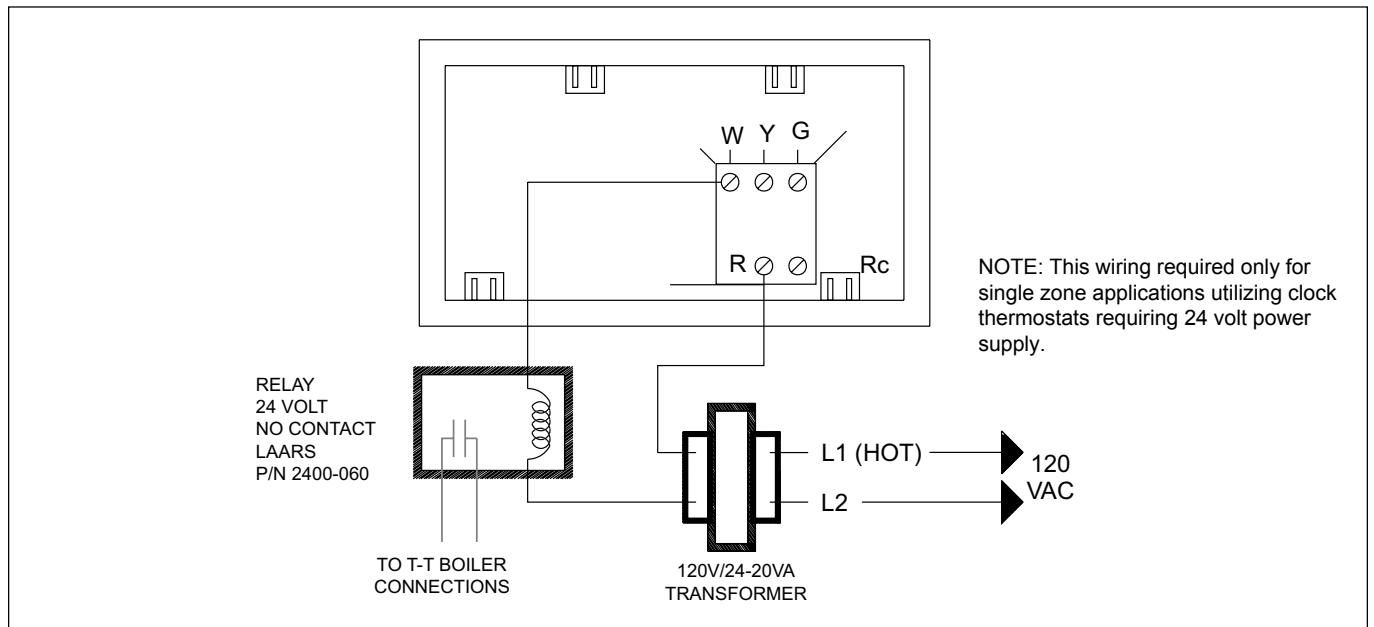 W Y G
R
Rc
NOTE: This wiring required only for
single zone applications utilizing clock
thermostats requiring 24 volt power
supply.
RELAY
24 VOLT
NO CONTACT
LAARS
P/N 2400-060
L1 (HOT)
L2
120
VAC
TO T-T BOILER
CONNECTIONS
120V/24-20VA
TRANSFORMER